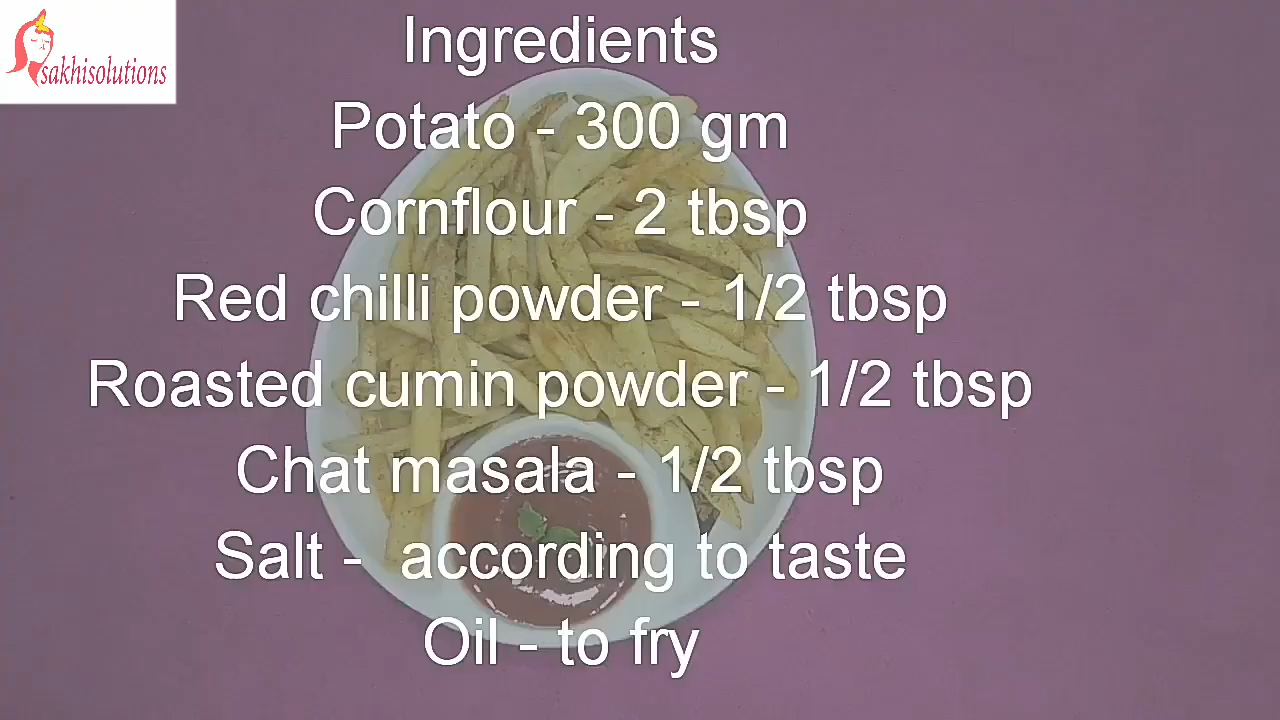 sakhisolutions
Ingredients
Potato - 300 gm
Cornflour - 2 tbsp
Red chilli powder - 1/2 tbsp
Roasted cumin powder - 1/2 tbsp
Chat masala - 1/2 tbsp
Salt -  according to taste
Oil - to fry